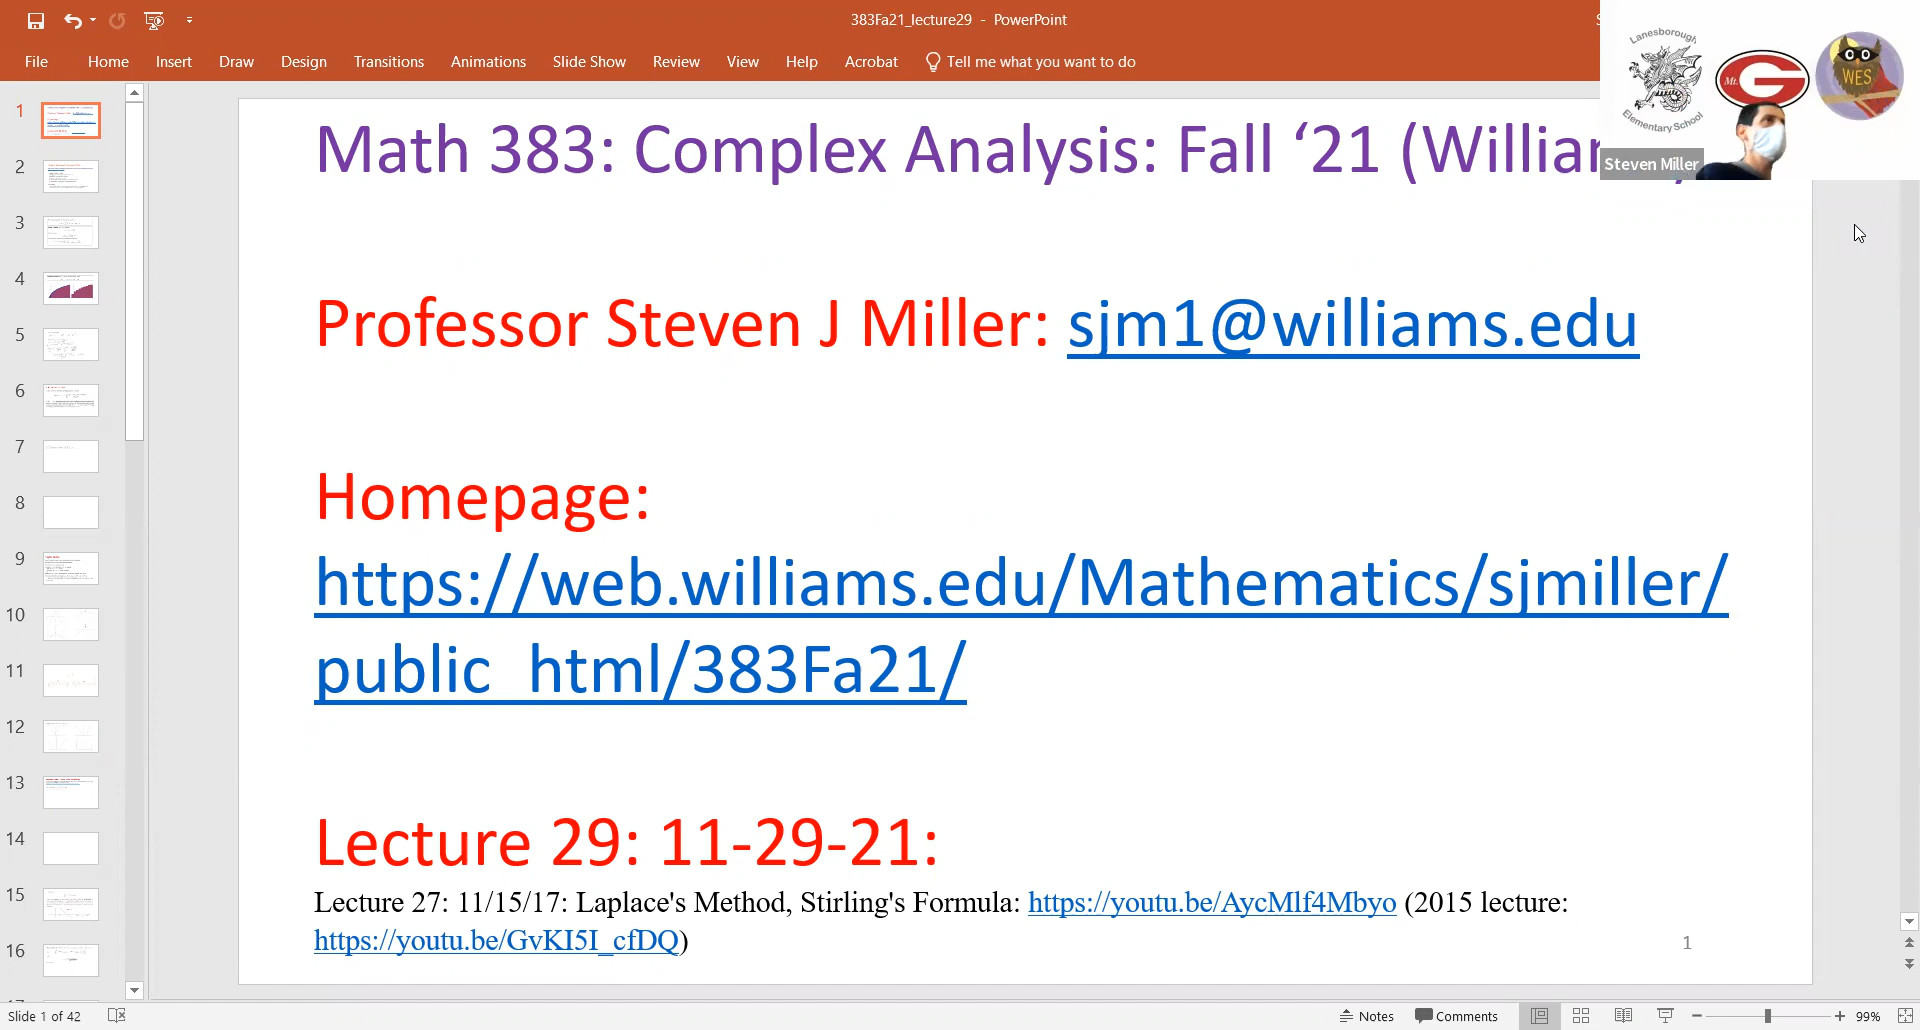 383Fa21_lecture29 - PowerPoint
File Home Insert Draw Design Transitions Animations Slide Show Review View Help Acrobat Tell me what you want to do
Lanesborough
Elementary School
Mt. G
WES
Steven Miller
1
2
3
4
5
6
7
8
9
10
11
12
13
14
15
16
Math 383: Complex Analysis: Fall ‘21 (Williar
Professor Steven J Miller: sjm1@williams.edu
Homepage:
https://web.williams.edu/Mathematics/sjmiller/
public_html/383Fa21/
Lecture 29: 11-29-21:
Lecture 27: 11/15/17: Laplace's Method, Stirling's Formula: https://youtu.be/AycMlf4Mbyo (2015 lecture:
https://youtu.be/GvKI5I_cfDQ)
1
Slide 1 of 42 Notes Comments 99%